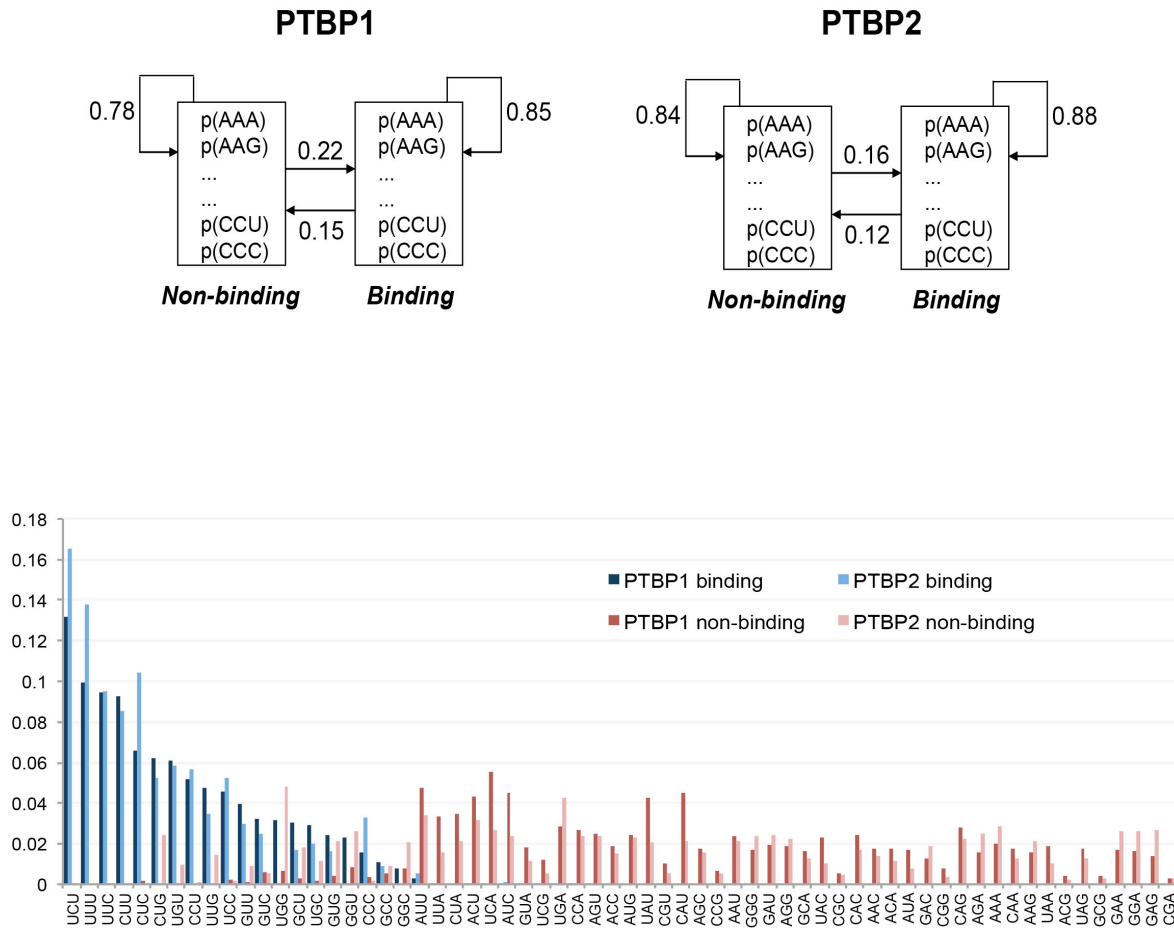 PTBP1 PTBP2
0.78 p(AAA) p(AAA) 0.85 0.84 p(AAA) p(AAA) 0.88
p(AAG) 0.22 p(AAG) p(AAG) 0.16 p(AAG)
... ... ... ...
... ... ... ...
p(CCU) 0.15 p(CCU) p(CCU) 0.12 p(CCU)
p(CCC) p(CCC) p(CCC) p(CCC)
Non-binding Binding Non-binding Binding
0.18
0.16
0.14
0.12
0.1
0.08
0.06
0.04
0.02
0
PTBP1 binding PTBP2 binding
PTBP1 non-binding PTBP2 non-binding
UCU UUU UUC CUU CUC CUG UGU CCU UUG UCC GUU GUC UGG GCU UGC GUG GGU CCC GCC GGC AUU UUA CUA ACU UCA AUC GUA UCG UGA CCA AGU ACC AUG UAU CGU CAU AGC CCG AAU GGG GAU AGG GCA UAC CGC CAC AAC ACA AUA GAC CGG CAG AGA AAA CAA AAG UAA ACG UAG GCG GAA GGA GAG CGA